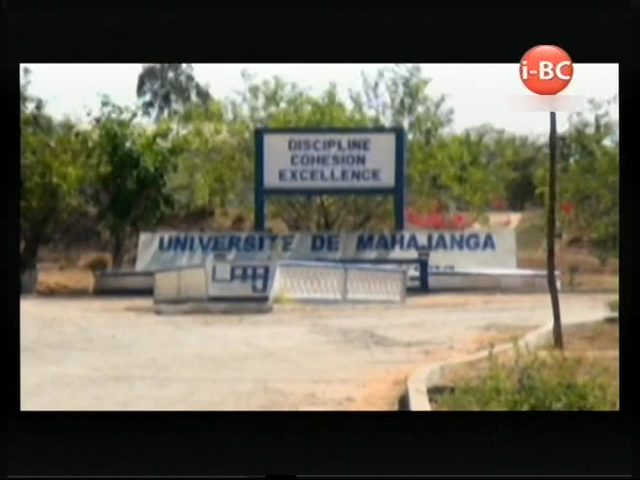 i-BC
DISCIPLINE
COHESION
EXCELLENCE
UNIVERSITE DE MAHAJANGA